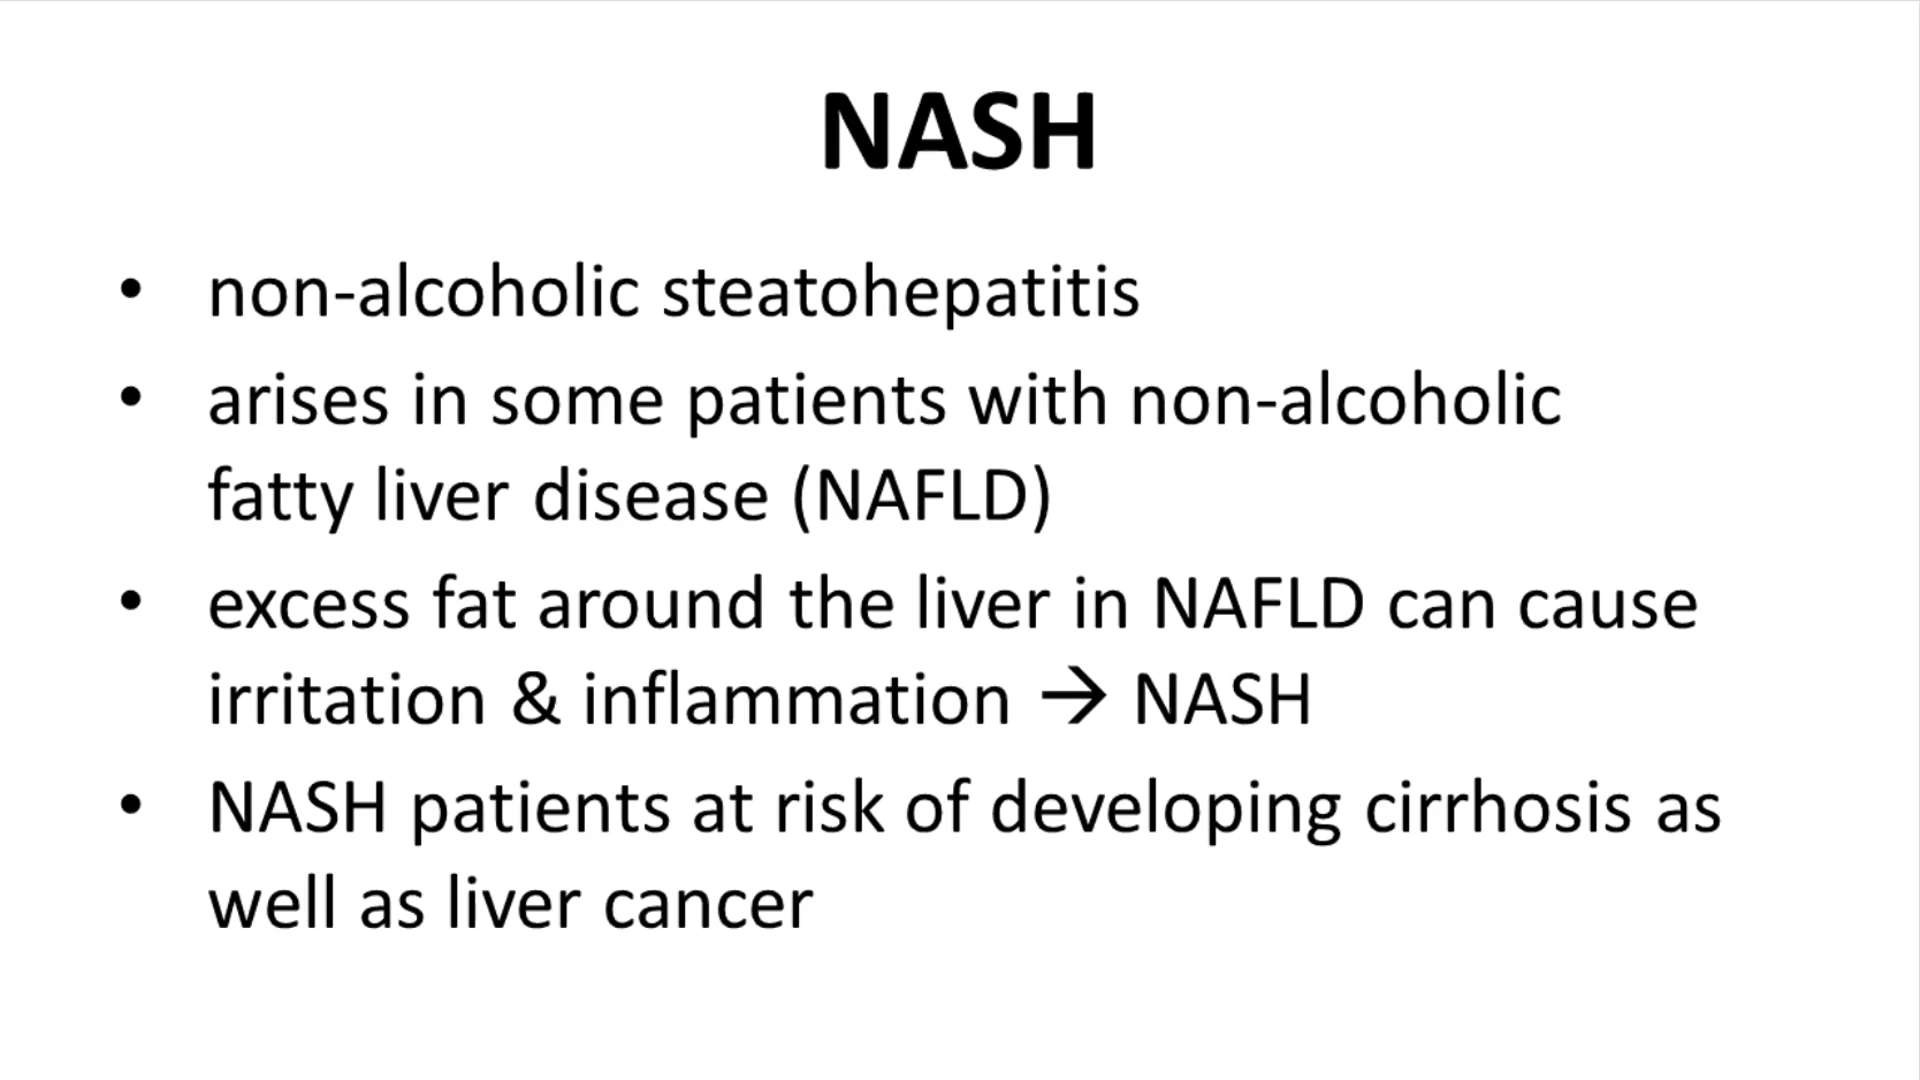 NASH
• non-alcoholic steatohepatitis
• arises in some patients with non-alcoholic
fatty liver disease (NAFLD)
• excess fat around the liver in NAFLD can cause
irritation & inflammation → NASH
• NASH patients at risk of developing cirrhosis as
well as liver cancer